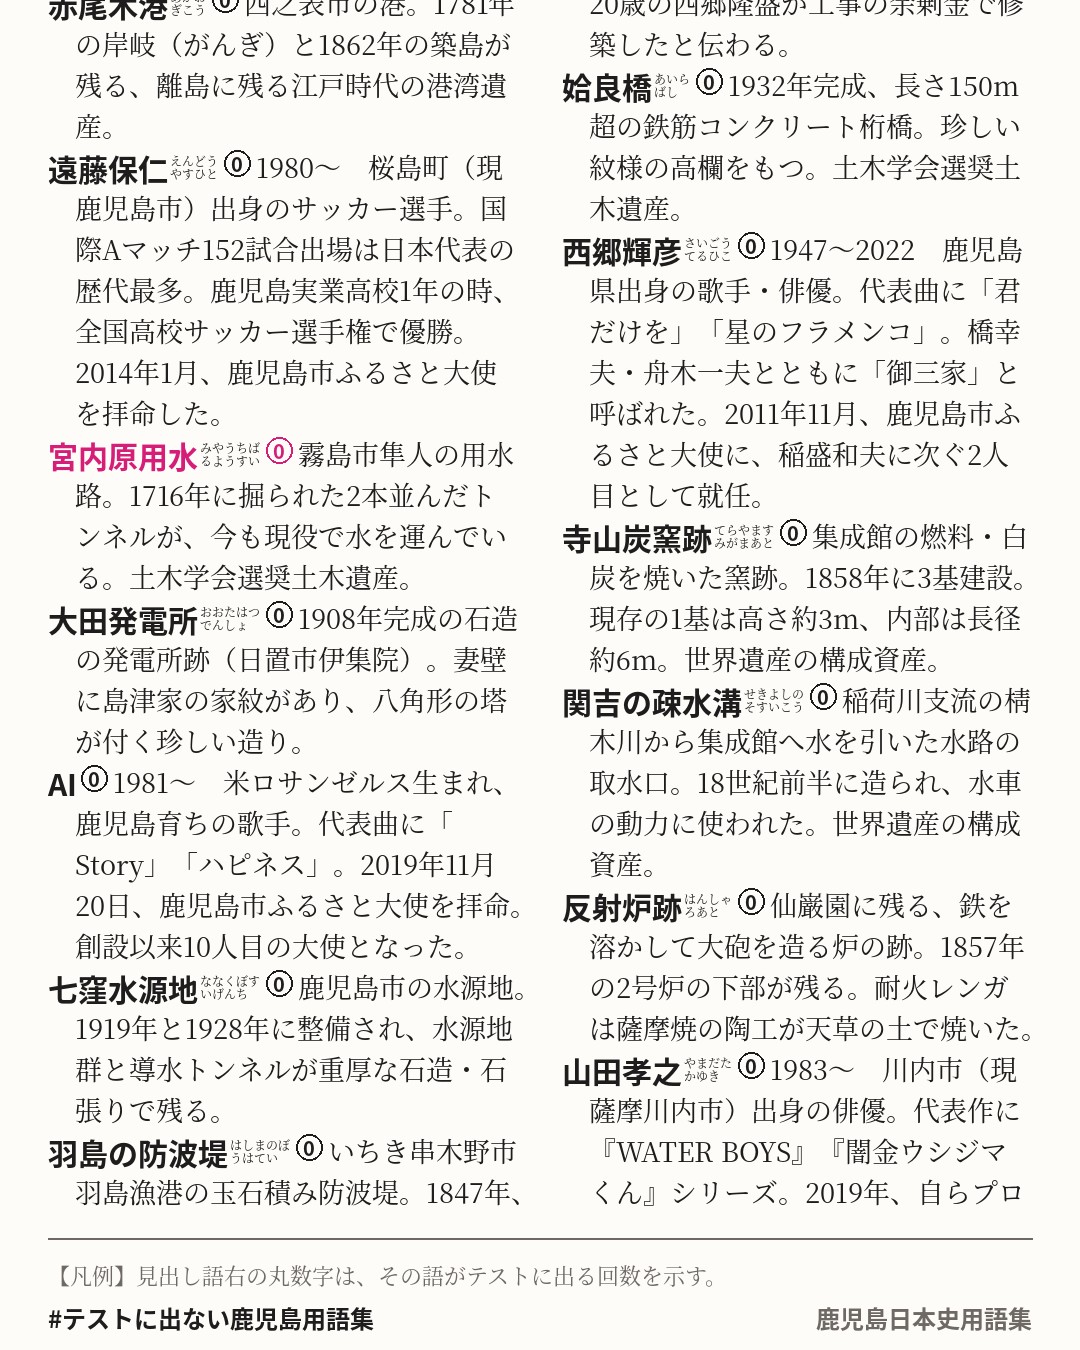 赤尾木港 ぎこう ⓪ 西之表市の港。1781年
の岸岐（がんぎ）と1862年の築島が
残る、離島に残る江戸時代の港湾遺
産。
遠藤保仁 えんどうやすひと ⓪ 1980〜　桜島町（現
鹿児島市）出身のサッカー選手。国
際Aマッチ152試合出場は日本代表の
歴代最多。鹿児島実業高校1年の時、
全国高校サッカー選手権で優勝。
2014年1月、鹿児島市ふるさと大使
を拝命した。
宮内原用水 みやうちばるようすい ⓪ 霧島市隼人の用水
路。1716年に掘られた2本並んだト
ンネルが、今も現役で水を運んでい
る。土木学会選奨土木遺産。
大田発電所 おおたはつでんしょ ⓪ 1908年完成の石造
の発電所跡（日置市伊集院）。妻壁
に島津家の家紋があり、八角形の塔
が付く珍しい造り。
AI ⓪ 1981〜　米ロサンゼルス生まれ、
鹿児島育ちの歌手。代表曲に「
Story」「ハピネス」。2019年11月
20日、鹿児島市ふるさと大使を拝命。
創設以来10人目の大使となった。
七窪水源地 ななくぼすいげんち ⓪ 鹿児島市の水源地。
1919年と1928年に整備され、水源地
群と導水トンネルが重厚な石造・石
張りで残る。
羽島の防波堤 はしまのぼうはてい ⓪ いちき串木野市
羽島漁港の玉石積み防波堤。1847年、
20歳の西郷隆盛が工事の余剰金で修
築したと伝わる。
姶良橋 あいらばし ⓪ 1932年完成、長さ150m
超の鉄筋コンクリート桁橋。珍しい
紋様の高欄をもつ。土木学会選奨土
木遺産。
西郷輝彦 さいごうてるひこ ⓪ 1947〜2022　鹿児島
県出身の歌手・俳優。代表曲に「君
だけを」「星のフラメンコ」。橋幸
夫・舟木一夫とともに「御三家」と
呼ばれた。2011年11月、鹿児島市ふ
るさと大使に、稲盛和夫に次ぐ2人
目として就任。
寺山炭窯跡 てらやますみがまあと ⓪ 集成館の燃料・白
炭を焼いた窯跡。1858年に3基建設。
現存の1基は高さ約3m、内部は長径
約6m。世界遺産の構成資産。
関吉の疎水溝 せきよしのそすいこう ⓪ 稲荷川支流の棈
木川から集成館へ水を引いた水路の
取水口。18世紀前半に造られ、水車
の動力に使われた。世界遺産の構成
資産。
反射炉跡 はんしゃろあと ⓪ 仙巌園に残る、鉄を
溶かして大砲を造る炉の跡。1857年
の2号炉の下部が残る。耐火レンガ
は薩摩焼の陶工が天草の土で焼いた。
山田孝之 やまだたかゆき ⓪ 1983〜　川内市（現
薩摩川内市）出身の俳優。代表作に
『WATER BOYS』『闇金ウシジマ
くん』シリーズ。2019年、自らプロ
【凡例】見出し語右の丸数字は、その語がテストに出る回数を示す。
#テストに出ない鹿児島用語集
鹿児島日本史用語集